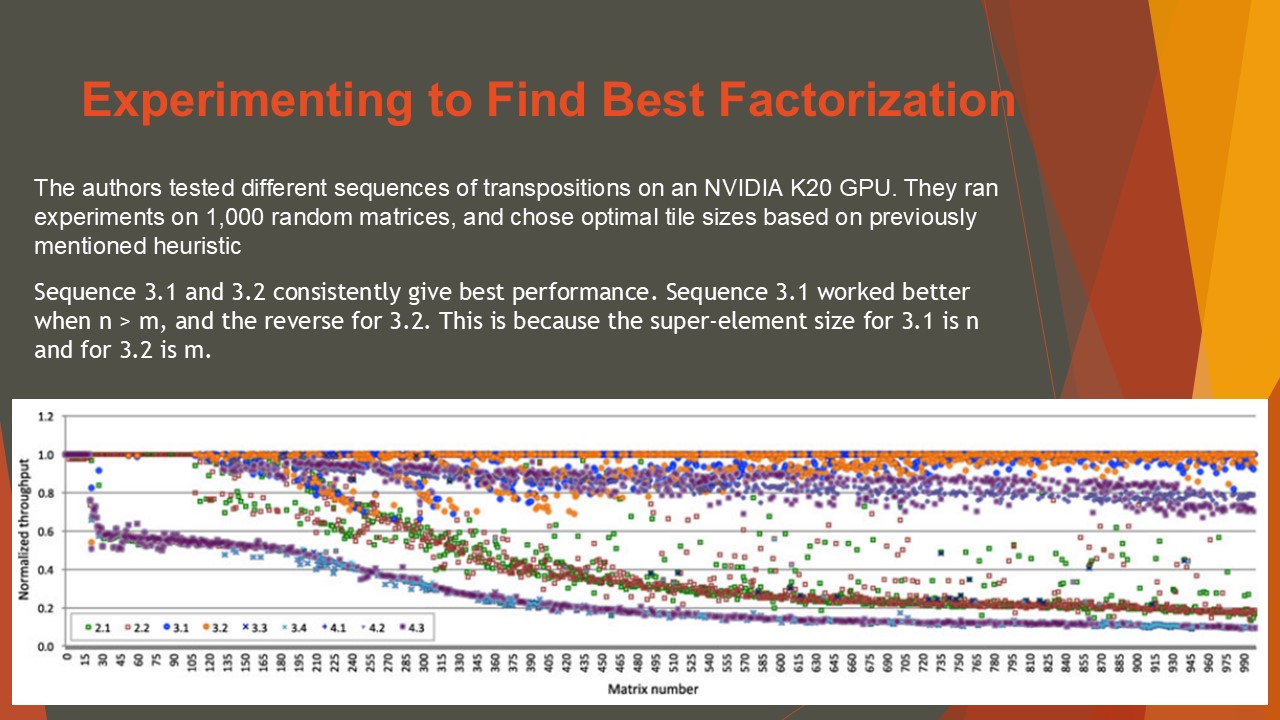 Experimenting to Find Best Factorization
The authors tested different sequences of transpositions on an NVIDIA K20 GPU. They ran
experiments on 1,000 random matrices, and chose optimal tile sizes based on previously
mentioned heuristic
Sequence 3.1 and 3.2 consistently give best performance. Sequence 3.1 worked better
when n > m, and the reverse for 3.2. This is because the super-element size for 3.1 is n
and for 3.2 is m.
Normalized throughput
1.2
1.0
0.8
0.6
0.4
0.2
0.0
2.1 2.2 3.1 3.2 3.3 3.4 4.1 4.2 4.3
0 15 30 45 60 75 90 105 120 135 150 165 180 195 210 225 240 255 270 285 300 315 330 345 360 375 390 405 420 435 450 465 480 495 510 525 540 555 570 585 600 615 630 645 660 675 690 705 720 735 750 765 780 795 810 825 840 855 870 885 900 915 930 945 960 975 990
Matrix number